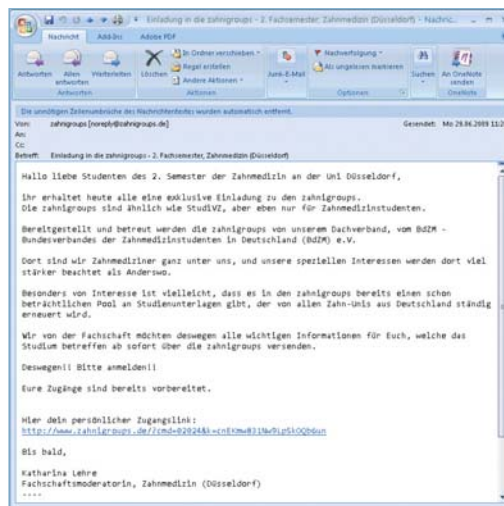 Einladung in die zahnigroups - 2. Fachsemester, Zahnmedizin (Düsseldorf) - Nachric...
Nachricht Add-Ins Adobe PDF
Antworten Allen antworten Weiterleiten
Löschen
In Ordner verschieben
Regel erstellen
Andere Aktionen
Junk-E-Mail
Nachverfolgung
Als ungelesen markieren
Suchen
An OneNote senden
Antworten Aktionen Optionen OneNote
Die unnötigen Zeilenumbrüche des Nachrichtentextes wurden automatisch entfernt.
Von: zahnigroups [noreply@zahnigroups.de] Gesendet: Mo 29.06.2009 11:2
An:
Cc:
Betreff: Einladung in die zahnigroups - 2. Fachsemester, Zahnmedizin (Düsseldorf)
Hallo liebe Studenten des 2. Semester der Zahnmedizin an der Uni Düsseldorf,
ihr erhaltet heute alle eine exklusive Einladung zu den zahnigroups.
Die zahnigroups sind ähnlich wie StudiVZ, aber eben nur für Zahnmedizinstudenten.
Bereitgestellt und betreut werden die zahnigroups von unserem Dachverband, vom BdZM -
Bundesverbandes der Zahnmedizinstudenten in Deutschland (BdZM) e.V.
Dort sind wir Zahnmediziner ganz unter uns, und unsere speziellen Interessen werden dort viel
stärker beachtet als Anderswo.
Besonders von Interesse ist vielleicht, dass es in den zahnigroups bereits einen schon
beträchtlichen Pool an Studienunterlagen gibt, der von allen Zahn-Unis aus Deutschland ständig
erneuert wird.
Wir von der Fachschaft möchten deswegen alle wichtigen Informationen für Euch, welche das
Studium betreffen ab sofort über die zahnigroups versenden.
Deswegen!! Bitte anmelden!!
Eure Zugänge sind bereits vorbereitet.
Hier dein persönlicher Zugangslink:
Bis bald,
Katharina Lehre
Fachschaftsmoderatorin, Zahnmedizin (Düsseldorf)
----